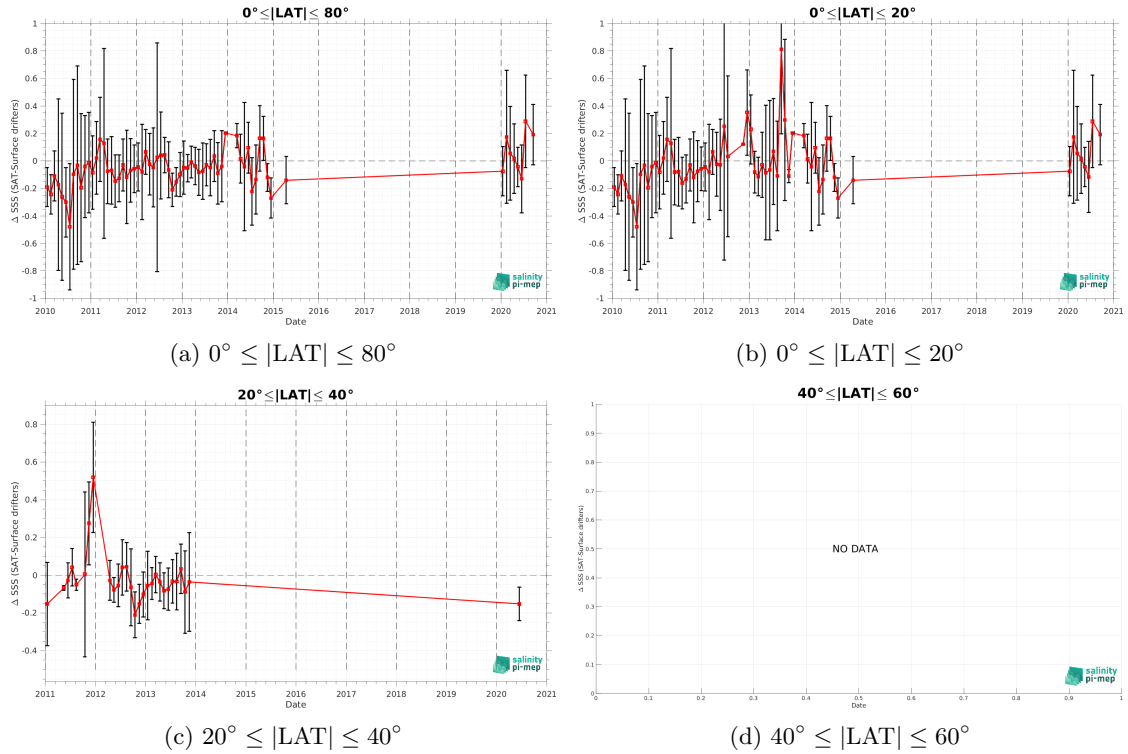 0°≤|LAT|≤ 80°
1
0.8
0.6
0.4
0.2
0
-0.2
-0.4
-0.6
-0.8
-1
Δ SSS (SAT-Surface drifters)
2010 2011 2012 2013 2014 2015 2016 2017 2018 2019 2020 2021
Date
salinity
pi-mep
(a) 0° ≤ |LAT| ≤ 80°
0°≤|LAT|≤ 20°
1
0.8
0.6
0.4
0.2
0
-0.2
-0.4
-0.6
-0.8
-1
Δ SSS (SAT-Surface drifters)
2010 2011 2012 2013 2014 2015 2016 2017 2018 2019 2020 2021
Date
salinity
pi-mep
(b) 0° ≤ |LAT| ≤ 20°
20°≤|LAT|≤ 40°
0.8
0.6
0.4
0.2
0
-0.2
-0.4
Δ SSS (SAT-Surface drifters)
2011 2012 2013 2014 2015 2016 2017 2018 2019 2020 2021
Date
salinity
pi-mep
(c) 20° ≤ |LAT| ≤ 40°
40°≤|LAT|≤ 60°
1
0.9
0.8
0.7
0.6
0.5
0.4
0.3
0.2
0.1
0
Δ SSS (SAT-Surface drifters)
NO DATA
0 0.1 0.2 0.3 0.4 0.5 0.6 0.7 0.8 0.9 1
Date
salinity
pi-mep
(d) 40° ≤ |LAT| ≤ 60°